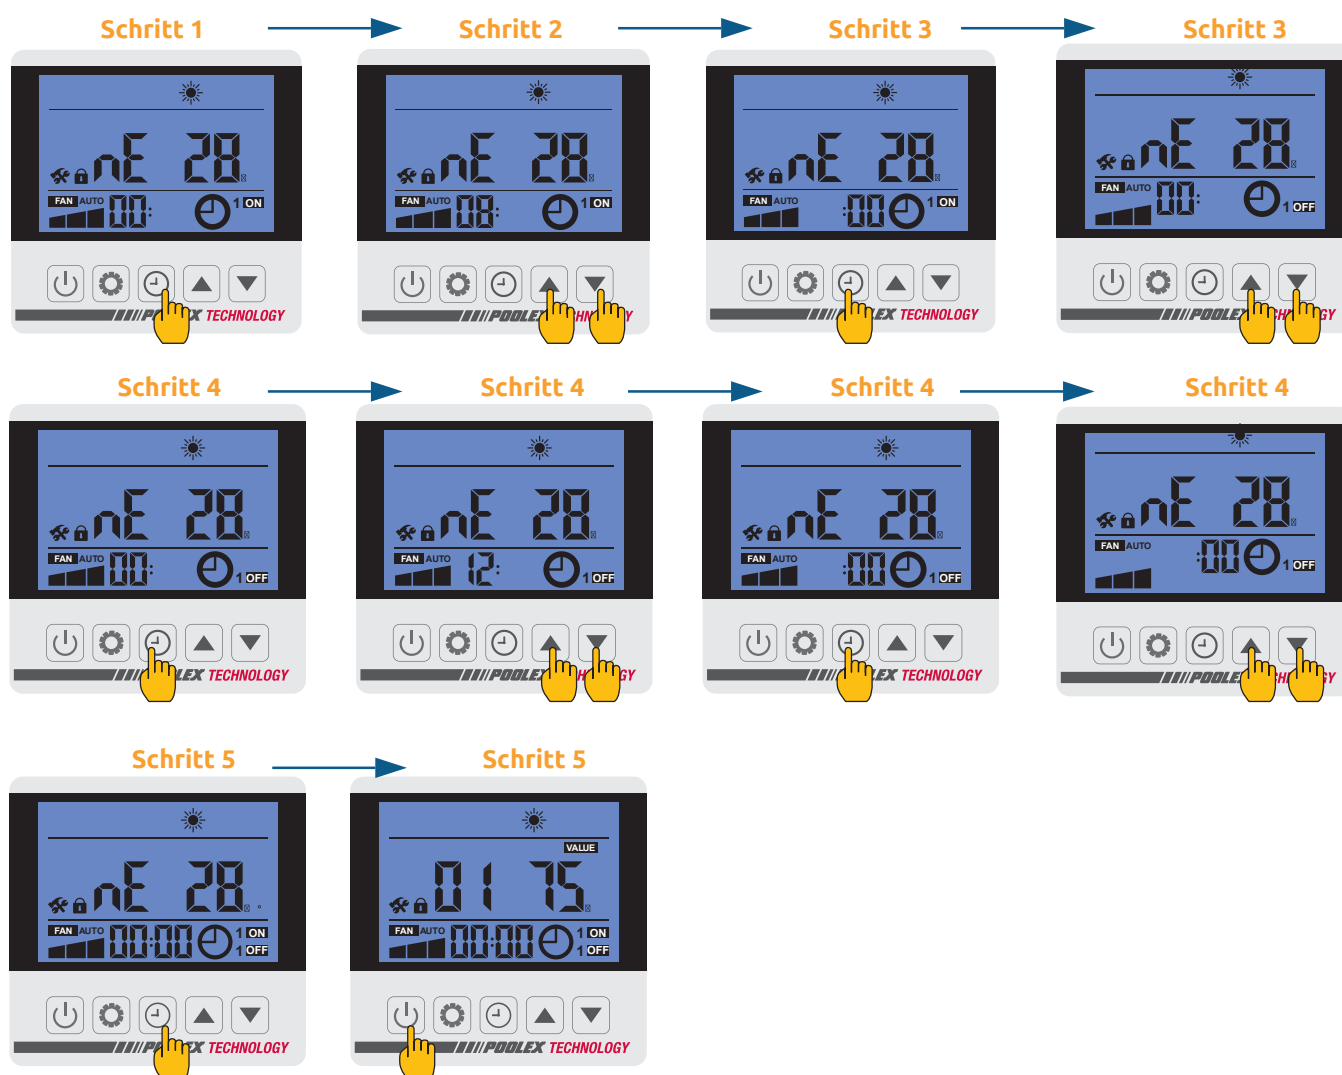 Schritt 1 Schritt 2 Schritt 3 Schritt 3
nE 28 nE 28 nE 28 nE 28
FAN AUTO 00: 1 ON FAN AUTO 08: 1 ON FAN AUTO :00 1 ON FAN AUTO 00: 1 OFF
TECHNOLOGY TECHNOLOGY
Schritt 4 Schritt 4 Schritt 4 Schritt 4
nE 28 nE 28 nE 28 nE 28
FAN AUTO 00: 1 OFF FAN AUTO 12: 1 OFF FAN AUTO :00 1 OFF FAN AUTO :00 1 OFF
TECHNOLOGY TECHNOLOGY
Schritt 5 Schritt 5
VALUE
nE 28 01 75
FAN AUTO 00:00 1 ON FAN AUTO 00:00 1 ON
1 OFF 1 OFF
TECHNOLOGY POOLEX TECHNOLOGY